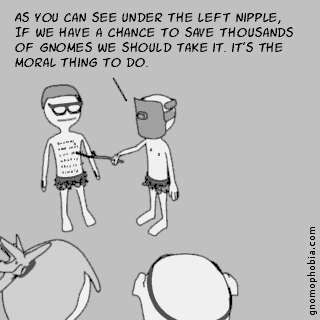 AS YOU CAN SEE UNDER THE LEFT NIPPLE,
IF WE HAVE A CHANCE TO SAVE THOUSANDS
OF GNOMES WE SHOULD TAKE IT. IT'S THE
MORAL THING TO DO.
gnomophobia.com